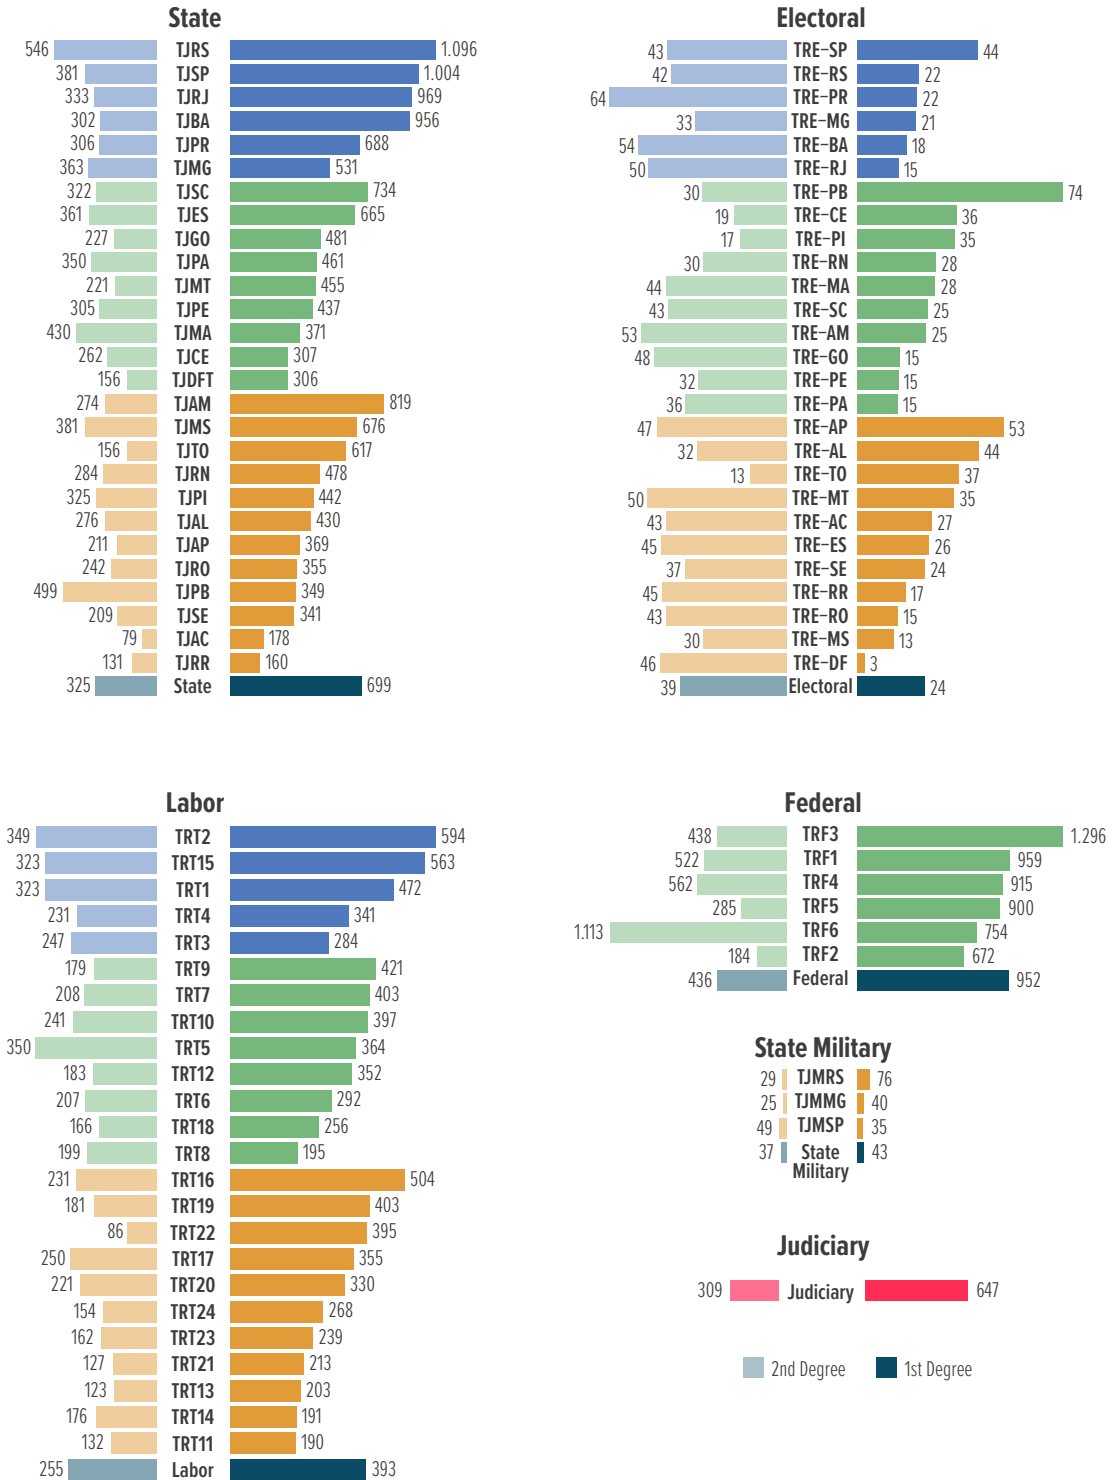 State
546 TJRS 1.096
381 TJSP 1.004
333 TJRJ 969
302 TJBA 956
306 TJPR 688
363 TJMG 531
322 TJSC 734
361 TJES 665
227 TJGO 481
350 TJPA 461
221 TJMT 455
305 TJPE 437
430 TJMA 371
262 TJCE 307
156 TJDFT 306
274 TJAM 819
381 TJMS 676
156 TJTO 617
284 TJRN 478
325 TJPI 442
276 TJAL 430
211 TJAP 369
242 TJRO 355
499 TJPB 349
209 TJSE 341
79 TJAC 178
131 TJRR 160
325 State 699
Electoral
43 TRE-SP 44
42 TRE-RS 22
64 TRE-PR 22
33 TRE-MG 21
54 TRE-BA 18
50 TRE-RJ 15
30 TRE-PB 74
19 TRE-CE 36
17 TRE-PI 35
30 TRE-RN 28
44 TRE-MA 28
43 TRE-SC 25
53 TRE-AM 25
48 TRE-GO 15
32 TRE-PE 15
36 TRE-PA 15
47 TRE-AP 53
32 TRE-AL 44
13 TRE-TO 37
50 TRE-MT 35
43 TRE-AC 27
45 TRE-ES 26
37 TRE-SE 24
45 TRE-RR 17
43 TRE-RO 15
30 TRE-MS 13
46 TRE-DF 3
39 Electoral 24
Labor
349 TRT2 594
323 TRT15 563
323 TRT1 472
231 TRT4 341
247 TRT3 284
179 TRT9 421
208 TRT7 403
241 TRT10 397
350 TRT5 364
183 TRT12 352
207 TRT6 292
166 TRT18 256
199 TRT8 195
231 TRT16 504
181 TRT19 403
86 TRT22 395
250 TRT17 355
221 TRT20 330
154 TRT24 268
162 TRT23 239
127 TRT21 213
123 TRT13 203
176 TRT14 191
132 TRT11 190
255 Labor 393
Federal
438 TRF3 1.296
522 TRF1 959
562 TRF4 915
285 TRF5 900
1.113 TRF6 754
184 TRF2 672
436 Federal 952
State Military
29 TJMRS 76
25 TJMMG 40
49 TJMSP 35
37 State 43
Military
Judiciary
309 Judiciary 647
2nd Degree 1st Degree